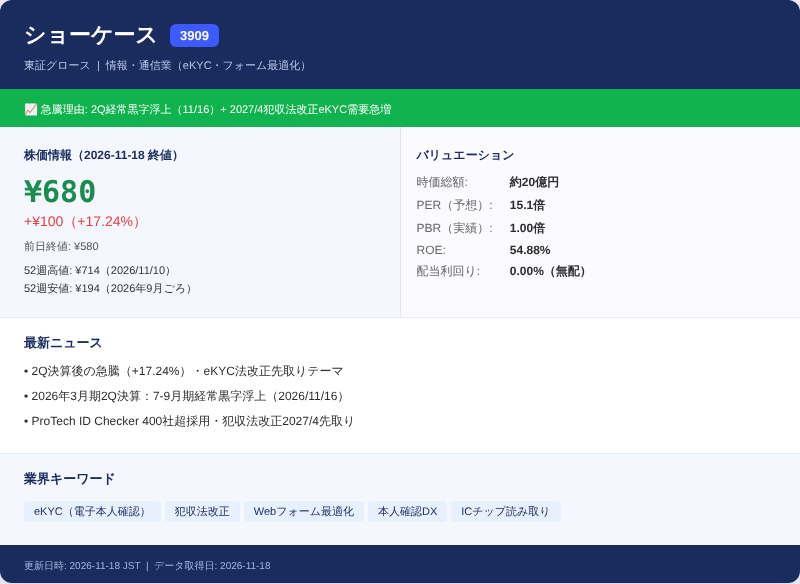 ショーケース 3909
東証グロース | 情報・通信業（eKYC・フォーム最適化）
📈 急騰理由: 2Q経常黒字浮上（11/16）+ 2027/4犯収法改正eKYC需要急増
株価情報（2026-11-18 終値）
¥680
+¥100（+17.24%）
前日終値: ¥580
52週高値: ¥714（2026/11/10）
52週安値: ¥194（2026年9月ごろ）
バリュエーション
時価総額: 約20億円
PER（予想）: 15.1倍
PBR（実績）: 1.00倍
ROE: 54.88%
配当利回り: 0.00%（無配）
最新ニュース
• 2Q決算後の急騰（+17.24%）・eKYC法改正先取りテーマ
• 2026年3月期2Q決算：7-9月期経常黒字浮上（2026/11/16）
• ProTech ID Checker 400社超採用・犯収法改正2027/4先取り
業界キーワード
eKYC（電子本人確認） 犯収法改正 Webフォーム最適化 本人確認DX ICチップ読み取り
更新日時: 2026-11-18 JST | データ取得日: 2026-11-18